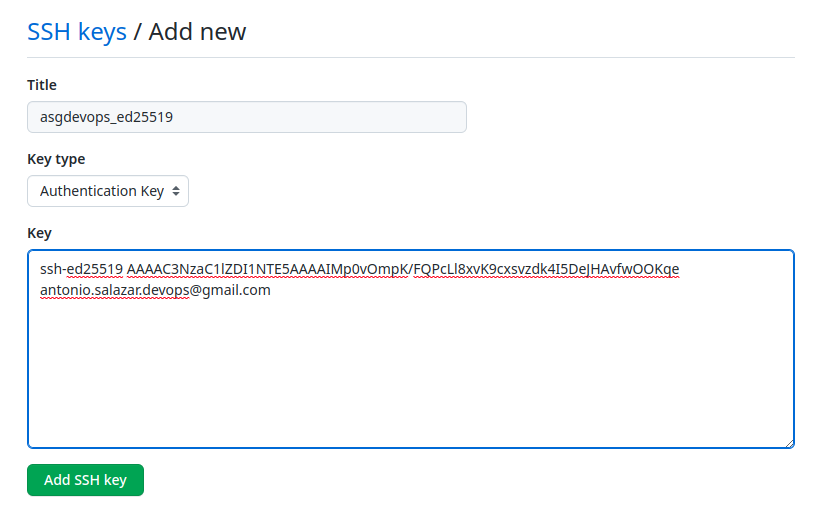 SSH keys / Add new
Title
asgdevops_ed25519
Key type
Authentication Key
Key
ssh-ed25519 AAAAC3NzaC1lZDI1NTE5AAAAIMp0vOmpK/FQPcLl8xvK9cxsvzdk4I5DeJHAvfwOOKqe
antonio.salazar.devops@gmail.com
Add SSH key